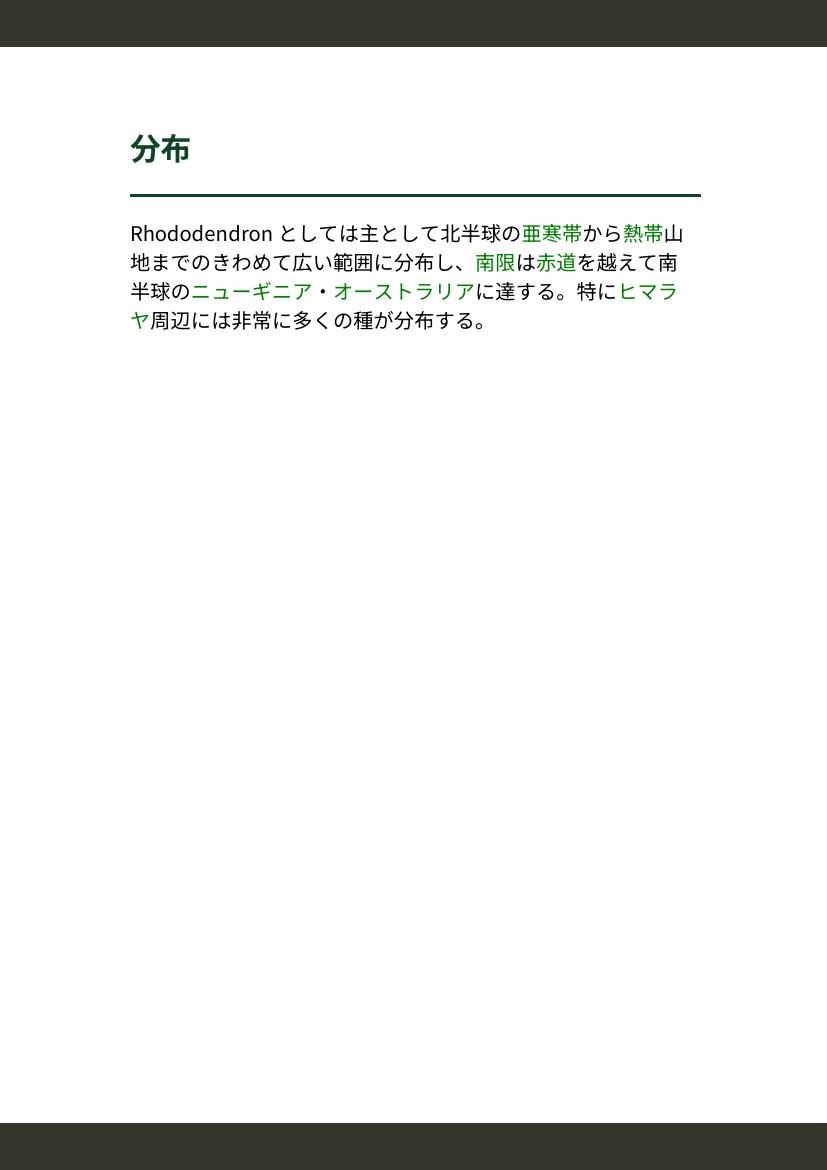 分布
Rhododendron としては主として北半球の亜寒帯から熱帯山
地までのきわめて広い範囲に分布し、南限は赤道を越えて南
半球のニューギニア・オーストラリアに達する。特にヒマラ
ヤ周辺には非常に多くの種が分布する。